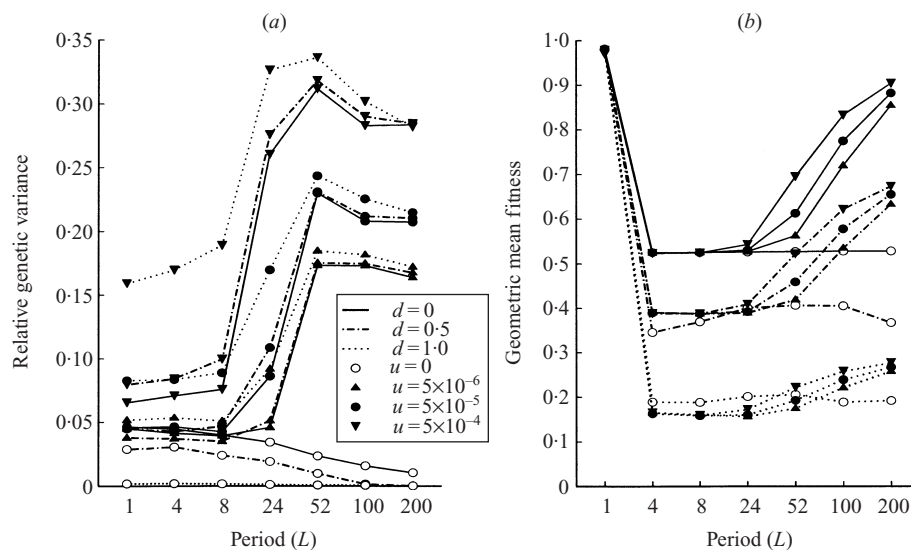 (a)
Relative genetic variance
0·35
0·30
0·25
0·20
0·15
0·10
0·05
0
1 4 8 24 52 100 200
Period (L)
d = 0
d = 0·5
d = 1·0
u = 0
u = 5×10⁻⁶
u = 5×10⁻⁵
u = 5×10⁻⁴
(b)
Geometric mean fitness
1·0
0·9
0·8
0·7
0·6
0·5
0·4
0·3
0·2
0·1
0
1 4 8 24 52 100 200
Period (L)